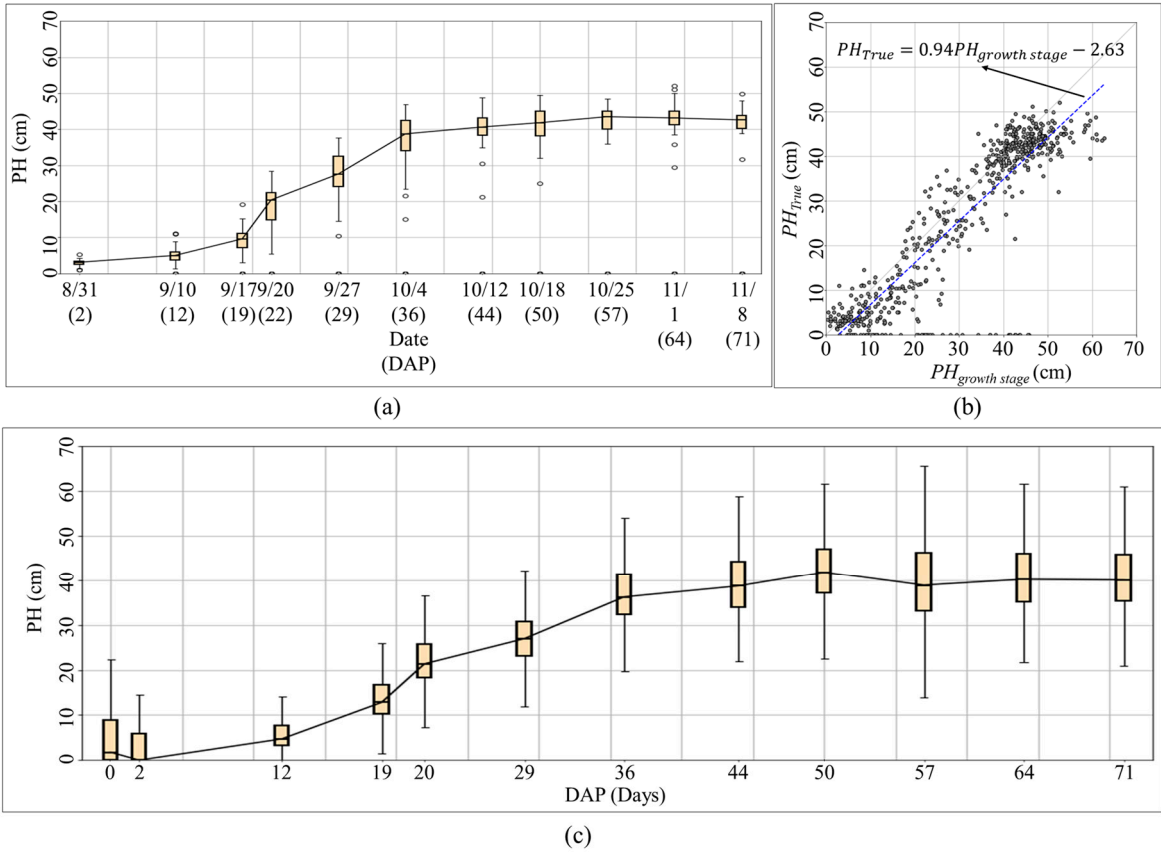 70
60
50
40
30
20
10
0
PH (cm)
8/31 9/10 9/17 9/20 9/27 10/4 10/12 10/18 10/25 11/ 11/
(2) (12) (19) (22) (29) (36) (44) (50) (57) 1 8
Date (64) (71)
(DAP)
(a)
70
60
50
40
30
20
10
0
PH_True (cm)
PH_True = 0.94PH_growth stage − 2.63
0 10 20 30 40 50 60 70
PH_growth stage (cm)
(b)
70
60
50
40
30
20
10
0
PH (cm)
0 2 12 19 20 29 36 44 50 57 64 71
DAP (Days)
(c)